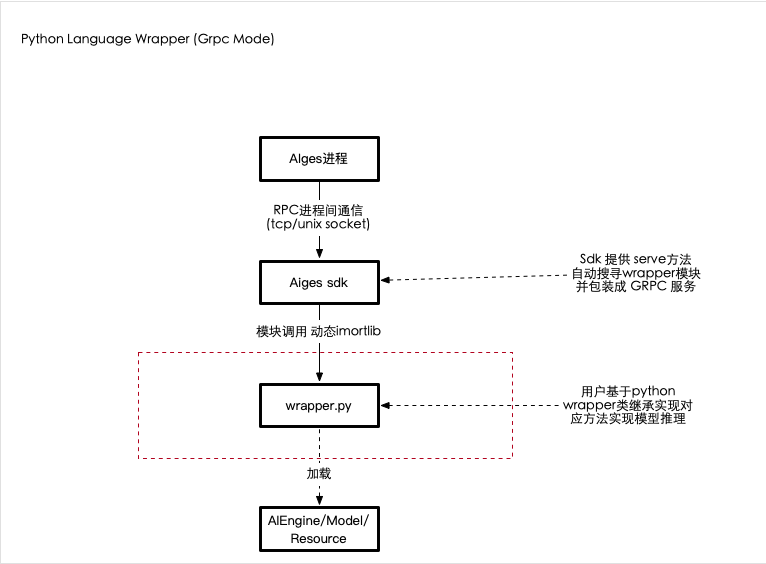 Python Language Wrapper (Grpc Mode)
AIges进程
RPC进程间通信
(tcp/unix socket)
Aiges sdk
Sdk 提供 serve方法
自动搜寻wrapper模块
并包装成 GRPC 服务
模块调用 动态imortlib
wrapper.py
用户基于python
wrapper类继承实现对
应方法实现模型推理
加载
AIEngine/Model/
Resource